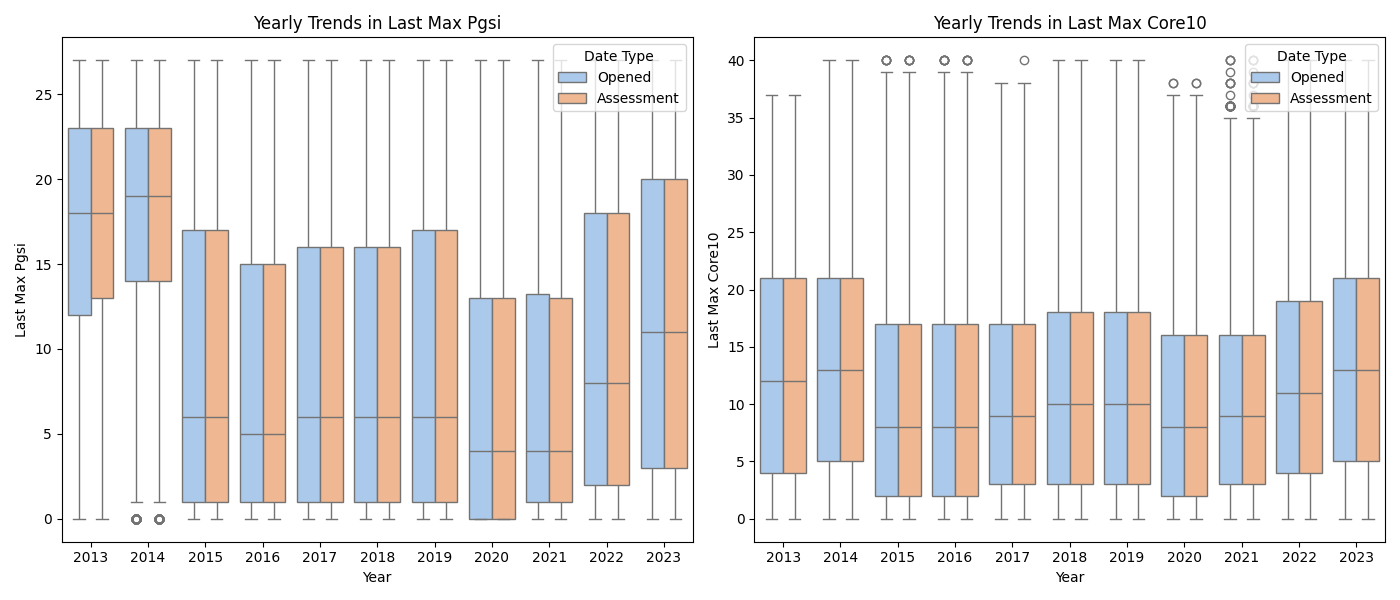 Yearly Trends in Last Max Pgsi
Date Type
Opened
Assessment
25
20
15
10
5
0
Last Max Pgsi
2013 2014 2015 2016 2017 2018 2019 2020 2021 2022 2023
Year
Yearly Trends in Last Max Core10
Date Type
Opened
Assessment
40
35
30
25
20
15
10
5
0
Last Max Core10
2013 2014 2015 2016 2017 2018 2019 2020 2021 2022 2023
Year